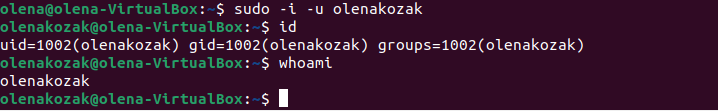 olena@olena-VirtualBox:~$ sudo -i -u olenakozak
olenakozak@olena-VirtualBox:~$ id
uid=1002(olenakozak) gid=1002(olenakozak) groups=1002(olenakozak)
olenakozak@olena-VirtualBox:~$ whoami
olenakozak
olenakozak@olena-VirtualBox:~$